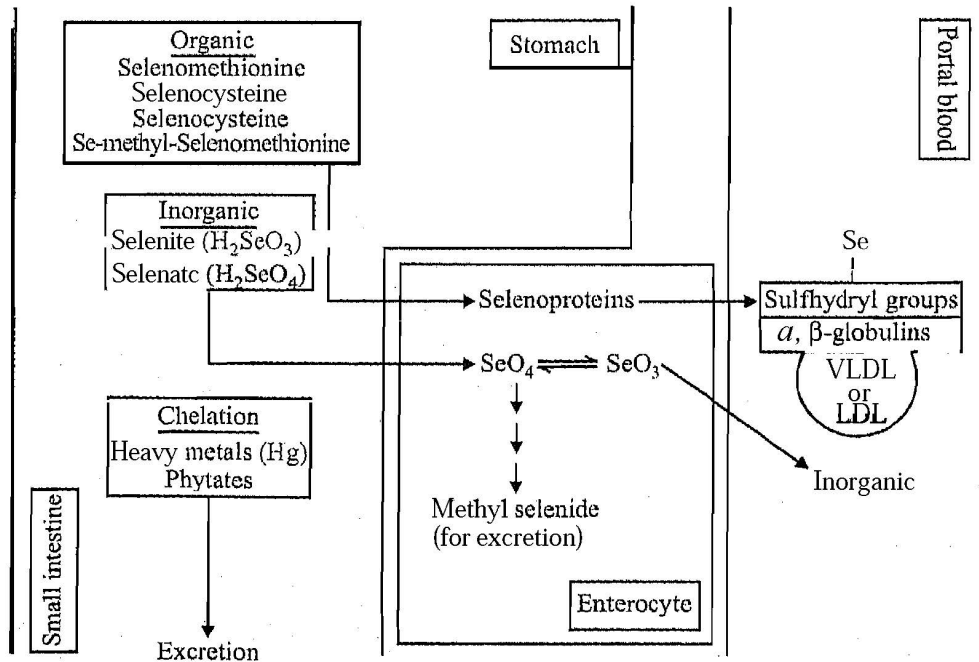 Organic
Selenomethionine
Selenocysteine
Selenocysteine
Se-methyl-Selenomethionine
Inorganic
Selenite (H₂SeO₃)
Selenatc (H₂SeO₄)
Chelation
Heavy metals (Hg)
Phytates
Excretion
Small intestine
Stomach
Selenoproteins
SeO₄ ⇌ SeO₃
Methyl selenide
(for excretion)
Enterocyte
Portal blood
Se
Sulfhydryl groups
α, β-globulins
VLDL
or
LDL
Inorganic